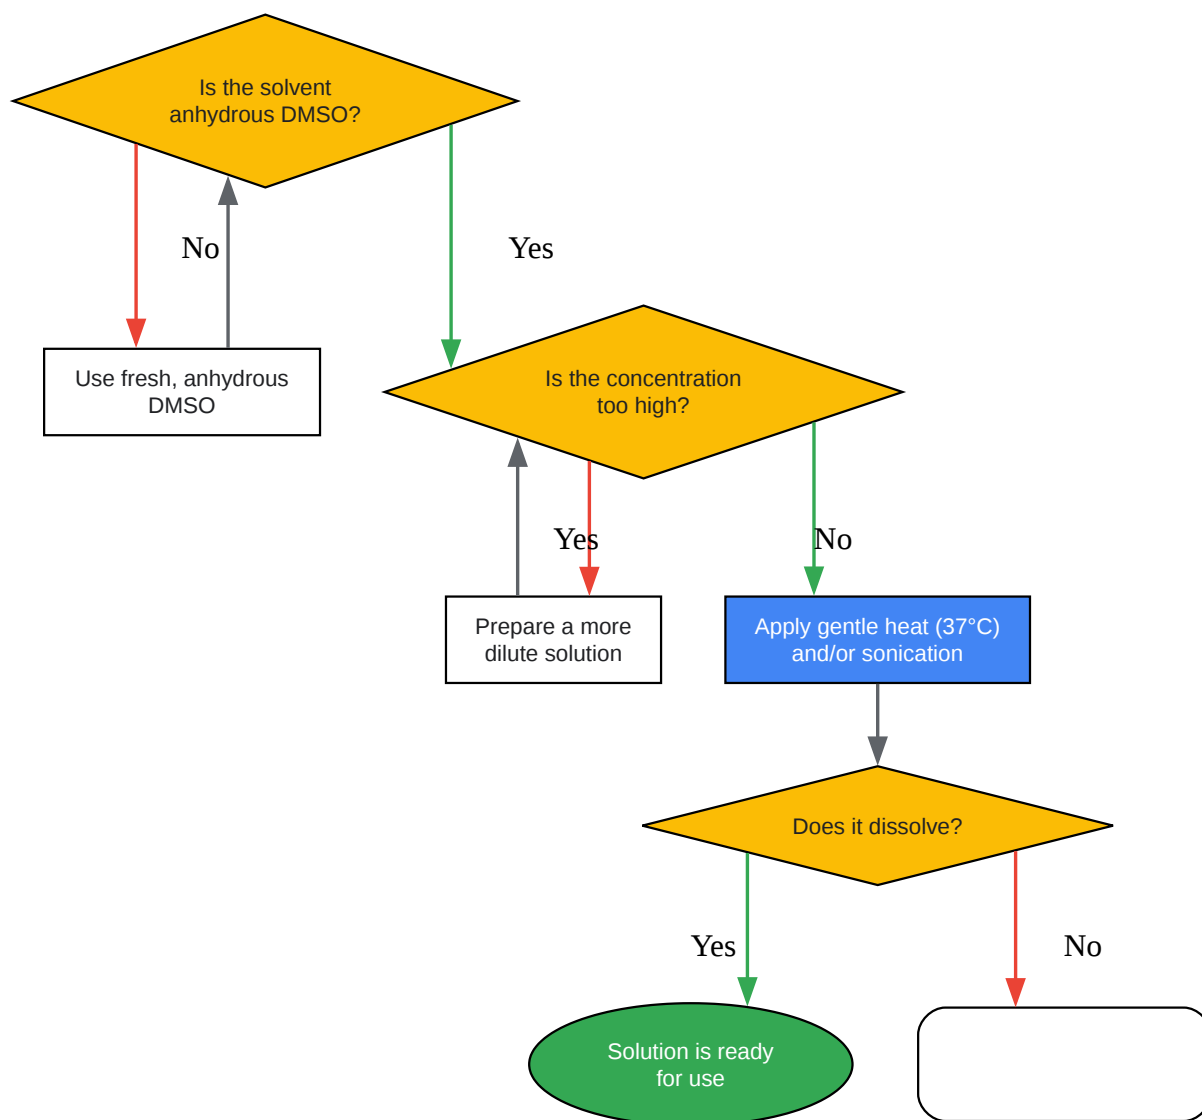 Is the solvent
anhydrous DMSO?
No
Yes
Use fresh, anhydrous
DMSO
Is the concentration
too high?
Yes
No
Prepare a more
dilute solution
Apply gentle heat (37°C)
and/or sonication
Does it dissolve?
Yes
No
Solution is ready
for use